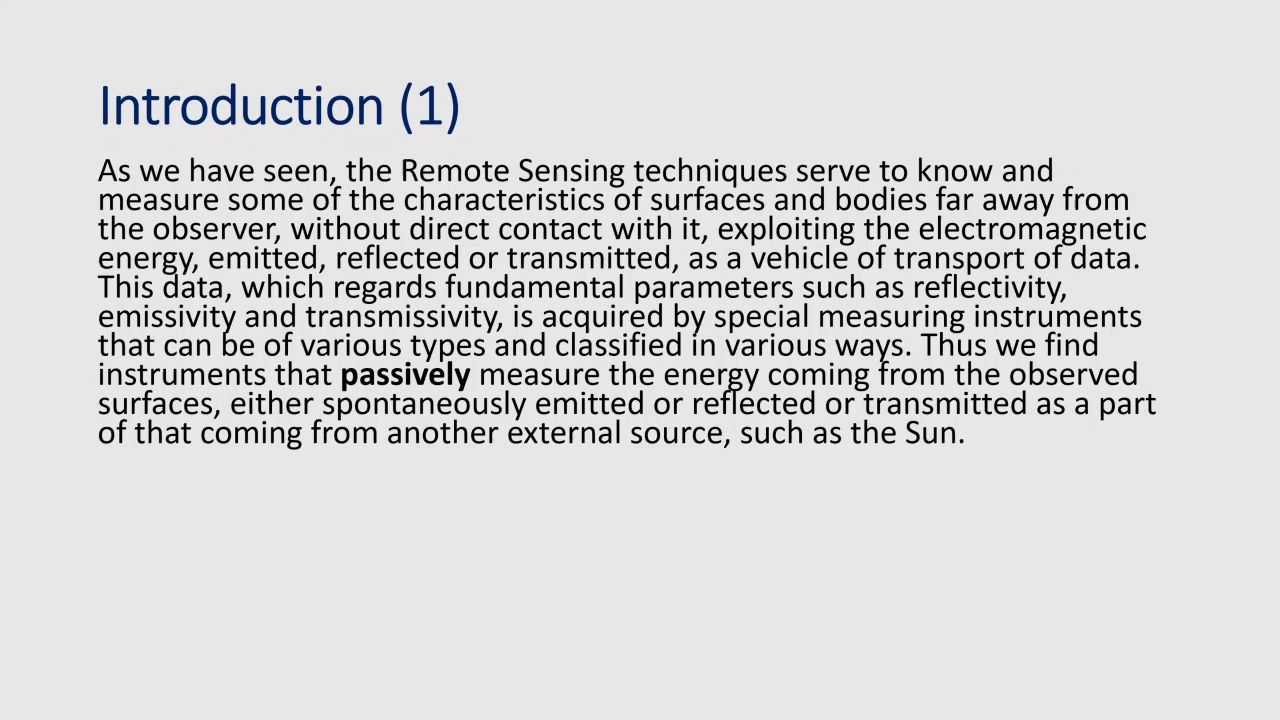 Introduction (1)
As we have seen, the Remote Sensing techniques serve to know and
measure some of the characteristics of surfaces and bodies far away from
the observer, without direct contact with it, exploiting the electromagnetic
energy, emitted, reflected or transmitted, as a vehicle of transport of data.
This data, which regards fundamental parameters such as reflectivity,
emissivity and transmissivity, is acquired by special measuring instruments
that can be of various types and classified in various ways. Thus we find
instruments that passively measure the energy coming from the observed
surfaces, either spontaneously emitted or reflected or transmitted as a part
of that coming from another external source, such as the Sun.